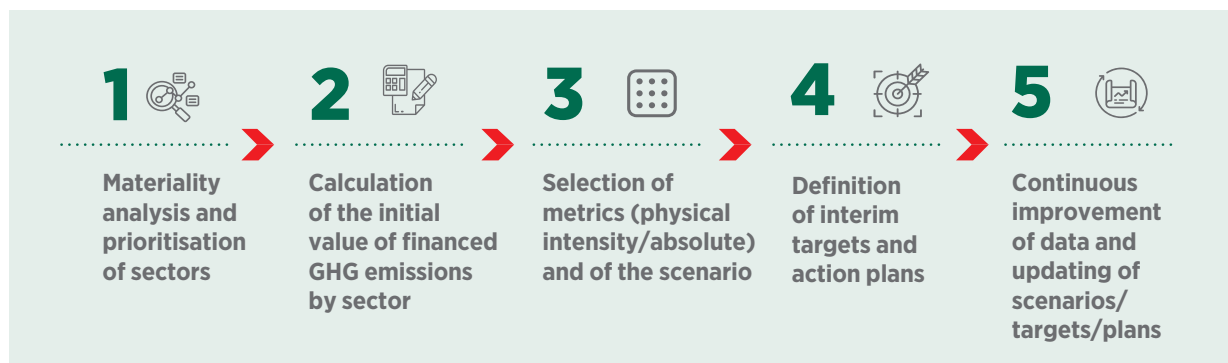 1
Materiality
analysis and
prioritisation
of sectors
2
Calculation
of the initial
value of financed
GHG emissions
by sector
3
Selection of
metrics (physical
intensity/absolute)
and of the scenario
4
Definition
of interim
targets and
action plans
5
Continuous
improvement
of data and
updating of
scenarios/
targets/plans